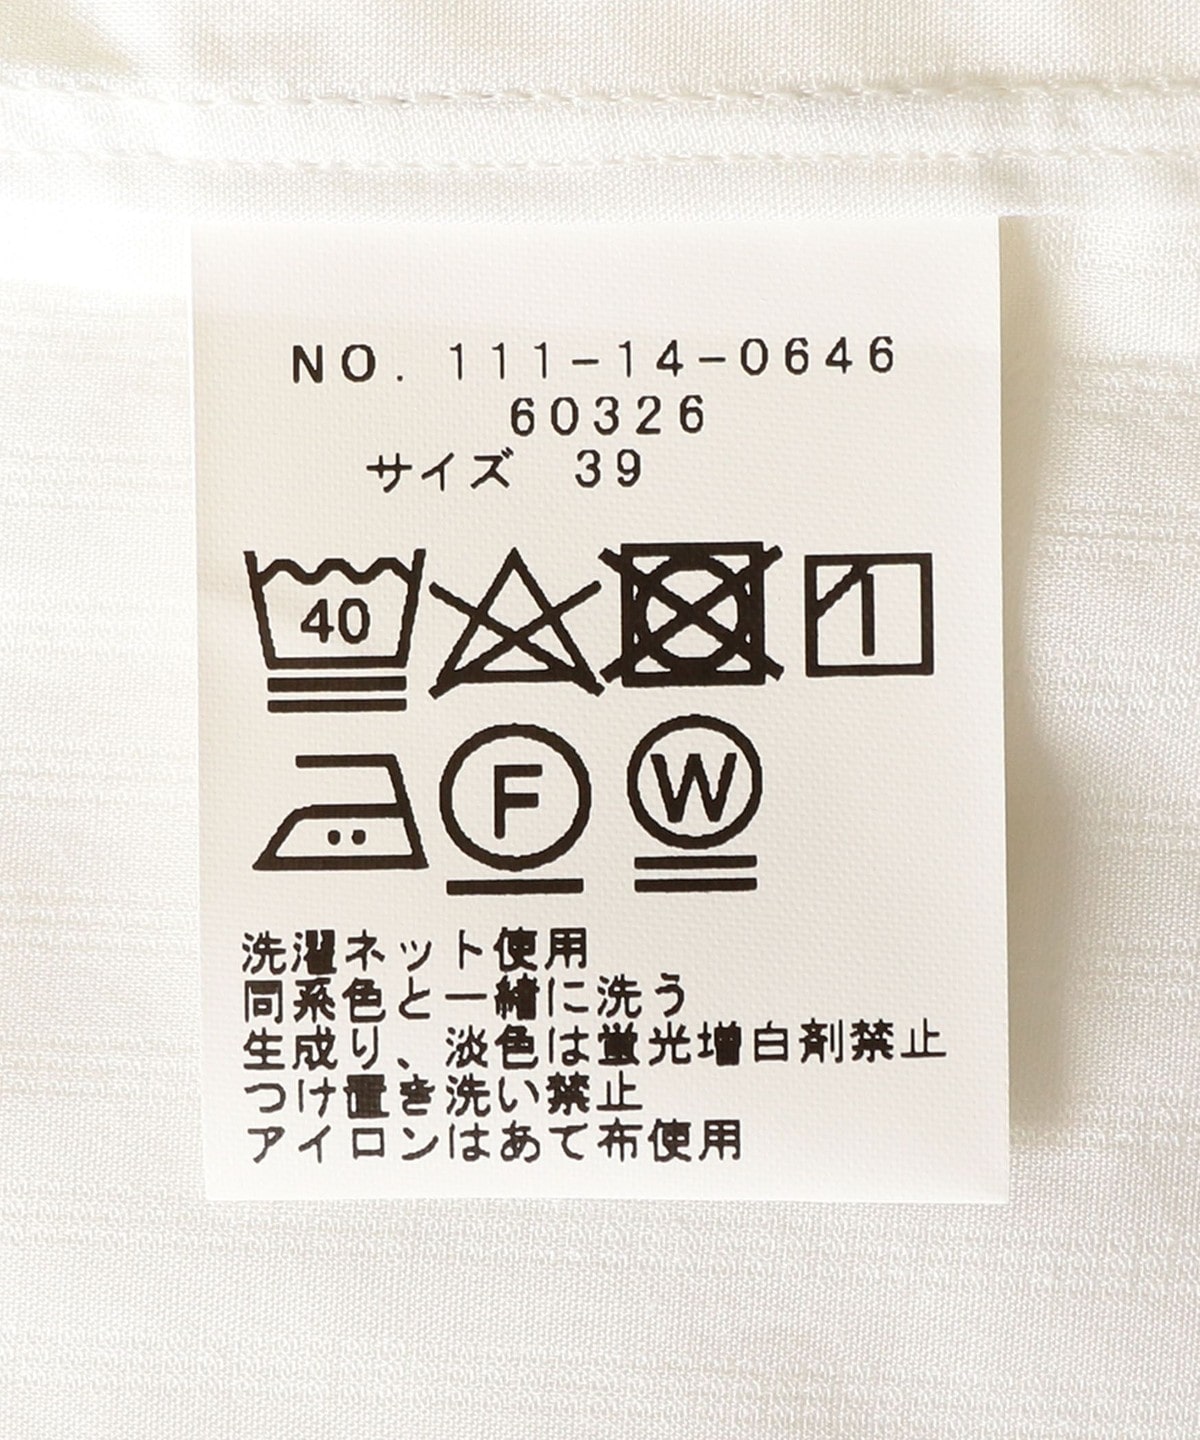 NO. 111-14-0646
60326
サイズ 39
40
F
W
洗濯ネット使用
同系色と一緒に洗う
生成り、淡色は蛍光増白剤禁止
つけ置き洗い禁止
アイロンはあて布使用